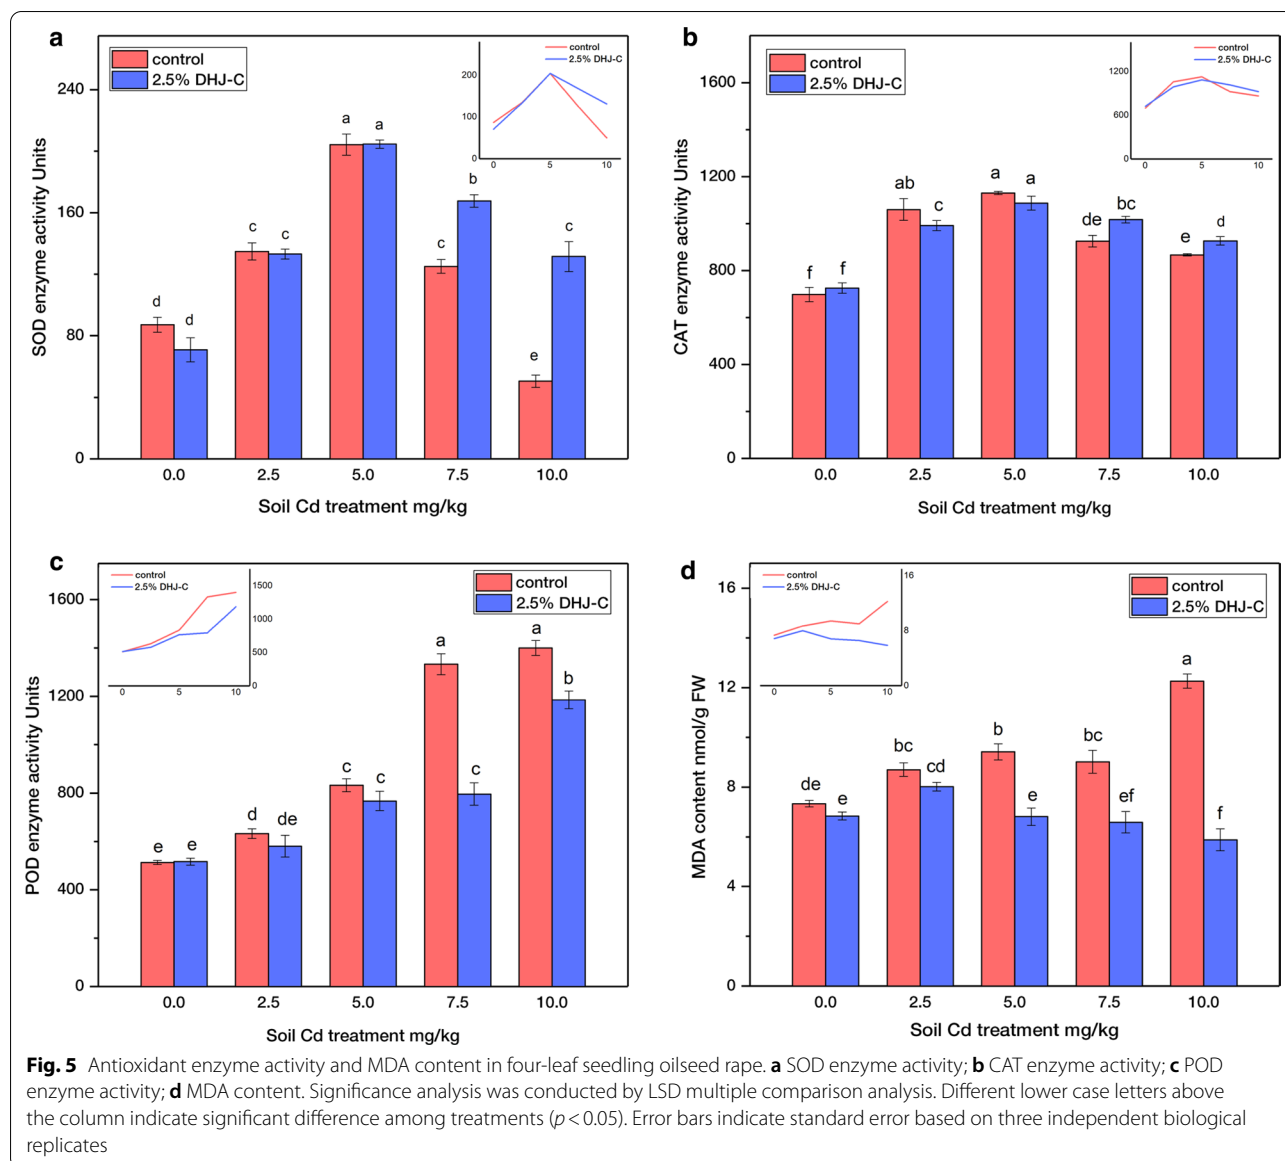 a
control
2.5% DHJ-C
control
2.5% DHJ-C
240
160
80
0
SOD enzyme activity Units
200
100
0
0 5 10
d d c c a a c b e c
0.0 2.5 5.0 7.5 10.0
Soil Cd treatment mg/kg
b
control
2.5% DHJ-C
control
2.5% DHJ-C
1600
1200
800
400
0
CAT enzyme activity Units
1200
600
0
0 5 10
f f ab c a a de bc e d
0.0 2.5 5.0 7.5 10.0
Soil Cd treatment mg/kg
c
control
2.5% DHJ-C
control
2.5% DHJ-C
1600
1200
800
400
0
POD enzyme activity Units
1500
1000
500
0
0 5 10
e e d de c c a c a b
0.0 2.5 5.0 7.5 10.0
Soil Cd treatment mg/kg
d
control
2.5% DHJ-C
control
2.5% DHJ-C
16
12
8
4
0
MDA content nmol/g FW
16
8
0
0 5 10
de e bc cd b e bc ef a f
0.0 2.5 5.0 7.5 10.0
Soil Cd treatment mg/kg
Fig. 5 Antioxidant enzyme activity and MDA content in four-leaf seedling oilseed rape. a SOD enzyme activity; b CAT enzyme activity; c POD
enzyme activity; d MDA content. Significance analysis was conducted by LSD multiple comparison analysis. Different lower case letters above
the column indicate significant difference among treatments (p < 0.05). Error bars indicate standard error based on three independent biological
replicates